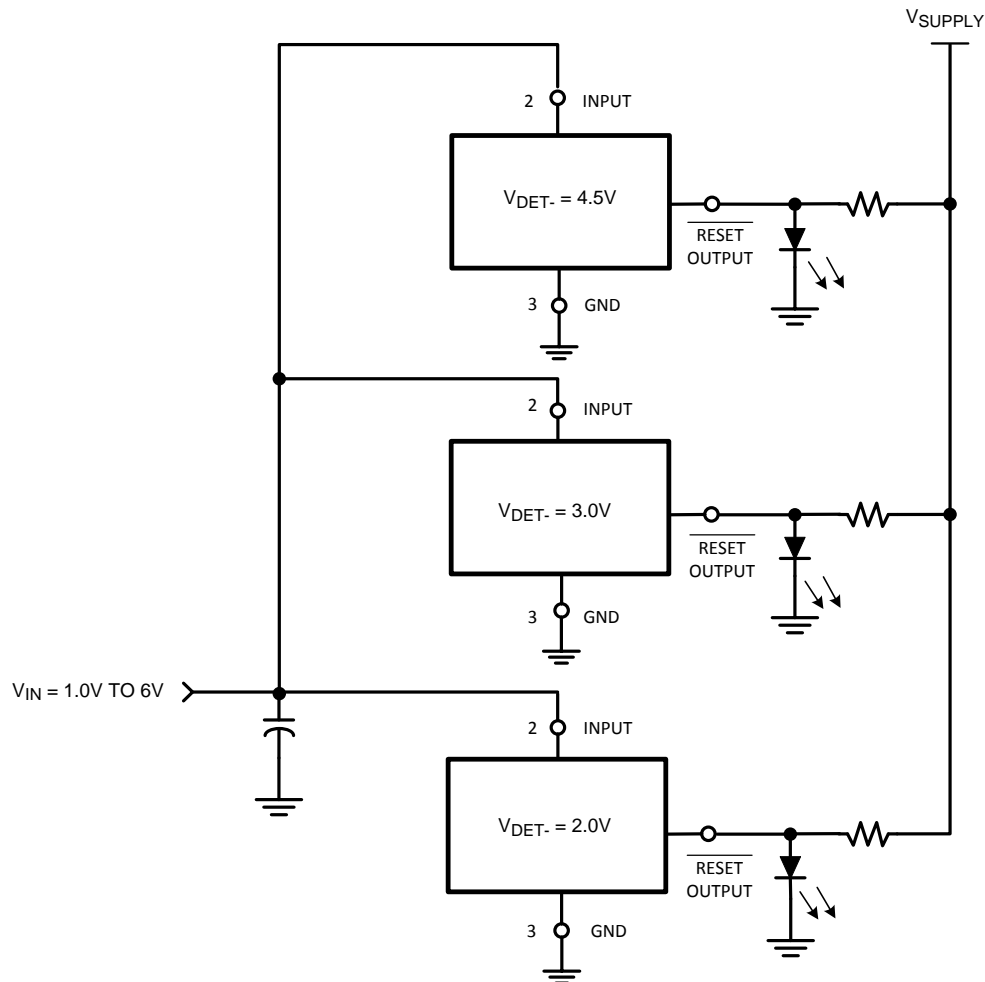 VSUPPLY
2 INPUT
VDET- = 4.5V
RESET
OUTPUT
3 GND
2 INPUT
VDET- = 3.0V
RESET
OUTPUT
3 GND
VIN = 1.0V TO 6V
2 INPUT
VDET- = 2.0V
RESET
OUTPUT
3 GND